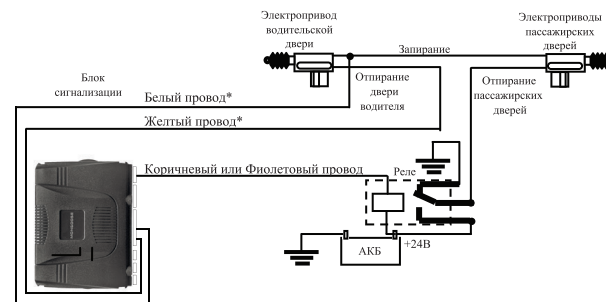 Электропривод
водительской
двери
Электроприводы
пассажирских
дверей
Запирание
Блок
сигнализации
Отпирание
двери
водителя
Отпирание
пассажирских
дверей
Белый провод*
Желтый провод*
Коричневый или Фиолетовый провод
Реле
+24В
АКБ